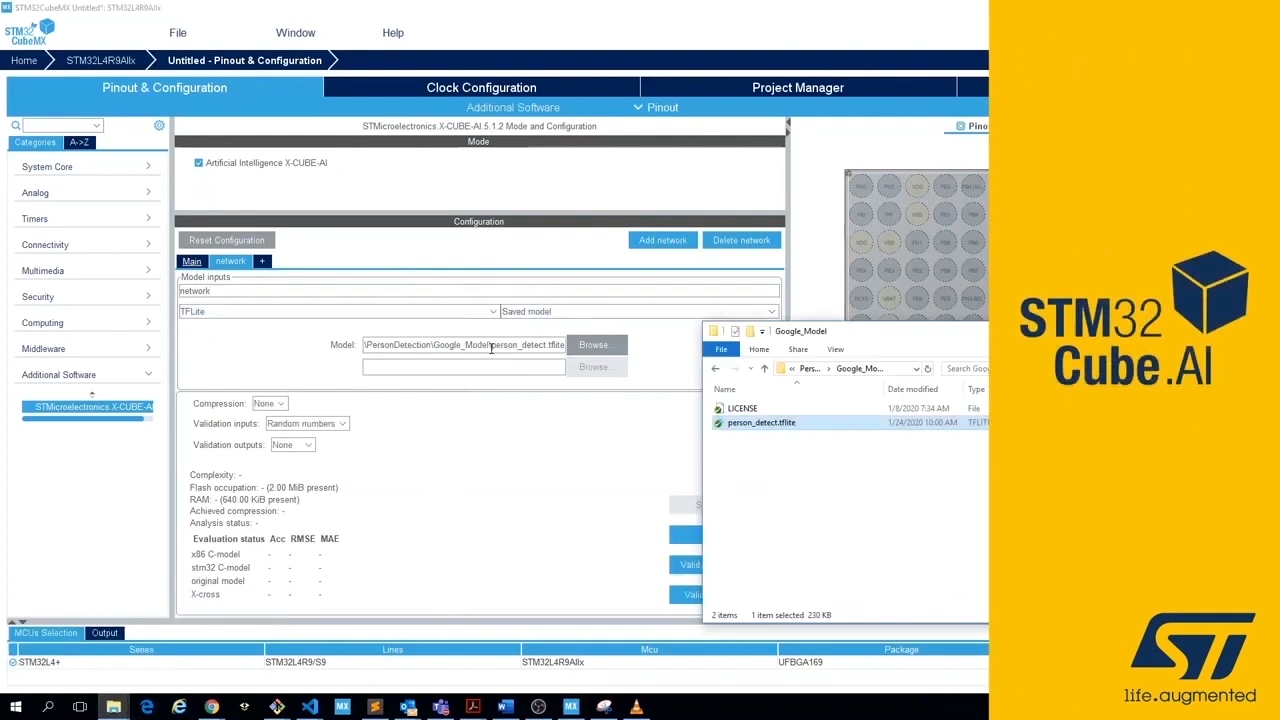 STM32CubeMX Untitled*: STM32L4R9AIIx
STM32
CubeMX
File Window Help
Home STM32L4R9AIIx Untitled - Pinout & Configuration
Pinout & Configuration Clock Configuration Project Manager
Additional Software Pinout
STMicroelectronics.X-CUBE-AI.5.1.2 Mode and Configuration
Categories A->Z
Mode
Artificial Intelligence X-CUBE-AI
System Core
Analog
Timers
Connectivity
Multimedia
Security
Computing
Middleware
Additional Software
STMicroelectronics.X-CUBE-AI
Configuration
Reset Configuration Add network Delete network
Main network +
Model inputs
network
TFLite Saved model
Model: \PersonDetection\Google_Model\person_detect.tflite Browse...
Browse...
Compression: None
Validation inputs: Random numbers
Validation outputs: None
Complexity: -
Flash occupation: - (2.00 MiB present)
RAM: - (640.00 KiB present)
Achieved compression: -
Analysis status: -
Evaluation status Acc RMSE MAE
x86 C-model - - -
stm32 C-model - - -
original model - - -
X-cross - - -
Pinou
Google_Model
File Home Share View
« Pers... Google_Mo... Search Goo
Name Date modified Type
LICENSE 1/8/2020 7:34 AM File
person_detect.tflite 1/24/2020 10:00 AM TFLITE
2 items 1 item selected 230 KB
MCUs Selection Output
Series Lines Mcu Package
STM32L4+ STM32L4R9/S9 STM32L4R9AIIx UFBGA169
STM32
Cube.AI
ST
life.augmented